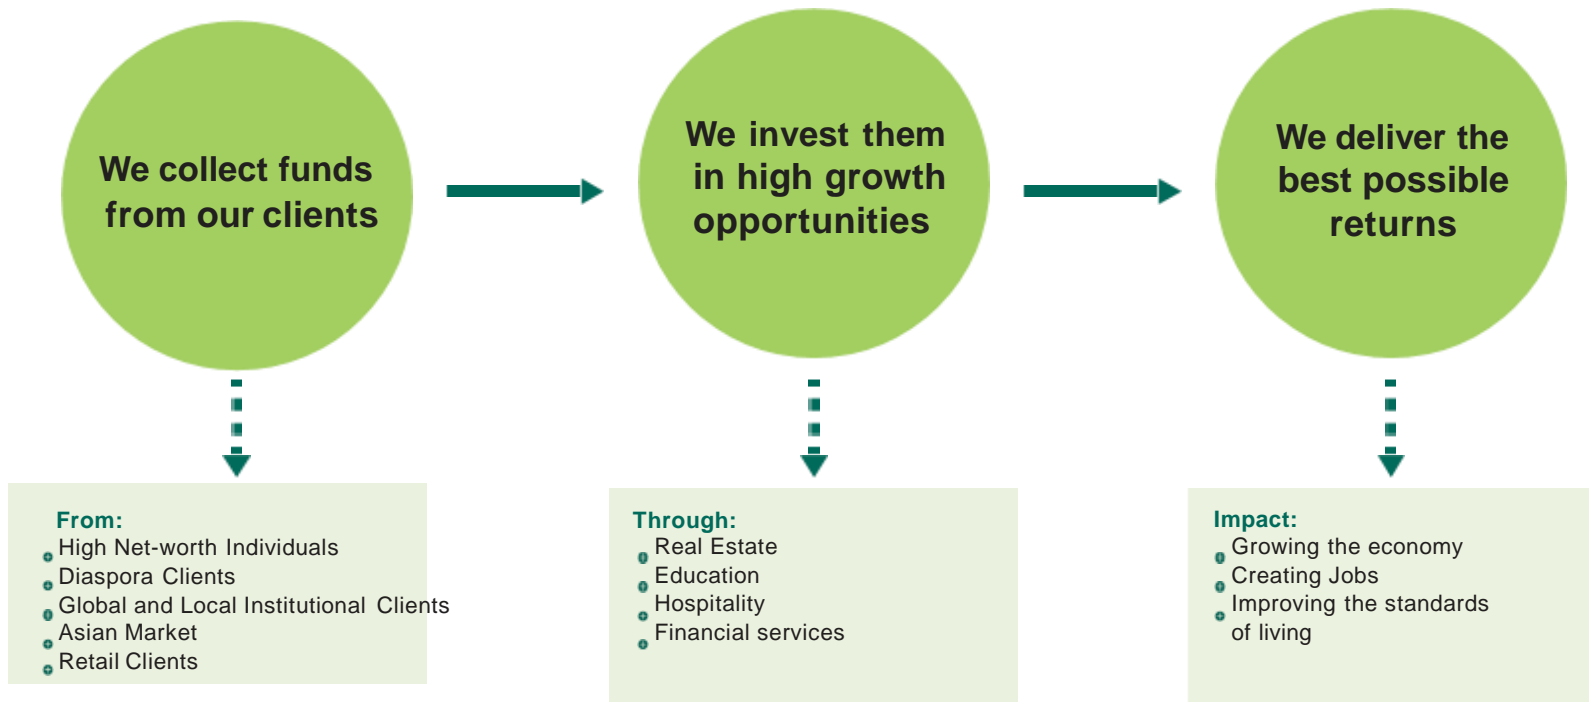 We collect funds
from our clients
We invest them
in high growth
opportunities
We deliver the
best possible
returns
From:
High Net-worth Individuals
Diaspora Clients
Global and Local Institutional Clients
Asian Market
Retail Clients
Through:
Real Estate
Education
Hospitality
Financial services
Impact:
Growing the economy
Creating Jobs
Improving the standards
of living